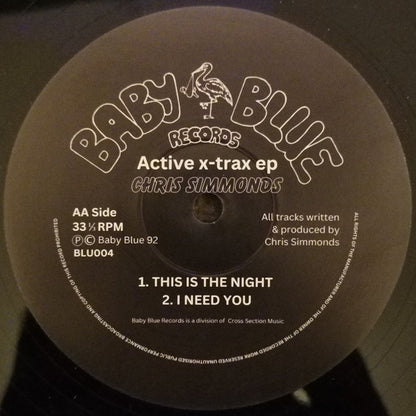 BABY BLUE
RECORDS
Active x-trax ep
CHRIS SIMMONDS
AA Side
33 ⅓ RPM
Ⓟ© Baby Blue 92
BLU004
All tracks written
& produced by
Chris Simmonds
1. THIS IS THE NIGHT
2. I NEED YOU
Baby Blue Records is a division of Cross Section Music
ALL RIGHTS OF THE MANUFACTURER AND OF THE OWNER OF THE RECORDED WORK RESERVED UNAUTHORISED PUBLIC PERFORMANCE BROADCASTING AND COPYING OF THIS RECORD PROHIBITED